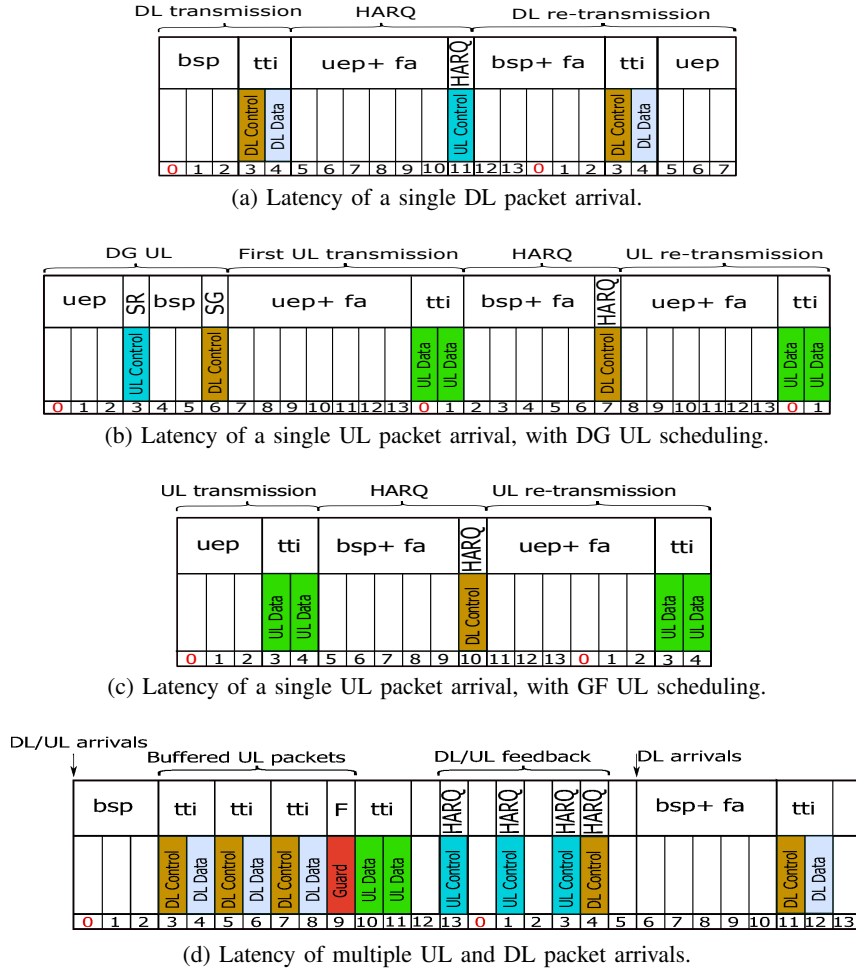 DL transmission HARQ DL re-transmission
bsp tti uep+ fa HARQ bsp+ fa tti uep
DL Control DL Data UL Control DL Control DL Data
0 1 2 3 4 5 6 7 8 9 10 11 12 13 0 1 2 3 4 5 6 7
(a) Latency of a single DL packet arrival.
DG UL First UL transmission HARQ UL re-transmission
uep SR bsp SG uep+ fa tti bsp+ fa HARQ uep+ fa tti
UL Control DL Control UL Data UL Data DL Control UL Data UL Data
0 1 2 3 4 5 6 7 8 9 10 11 12 13 0 1 2 3 4 5 6 7 8 9 10 11 12 13 0 1
(b) Latency of a single UL packet arrival, with DG UL scheduling.
UL transmission HARQ UL re-transmission
uep tti bsp+ fa HARQ uep+ fa tti
UL Data UL Data DL Control UL Data UL Data
0 1 2 3 4 5 6 7 8 9 10 11 12 13 0 1 2 3 4
(c) Latency of a single UL packet arrival, with GF UL scheduling.
DL/UL arrivals Buffered UL packets DL/UL feedback DL arrivals
bsp tti tti tti F tti HARQ HARQ HARQ HARQ bsp+ fa tti
DL Control DL Data DL Control DL Data DL Control DL Data Guard UL Data UL Data UL Control UL Control UL Control DL Control DL Control DL Data
0 1 2 3 4 5 6 7 8 9 10 11 12 13 0 1 2 3 4 5 6 7 8 9 10 11 12 13
(d) Latency of multiple UL and DL packet arrivals.